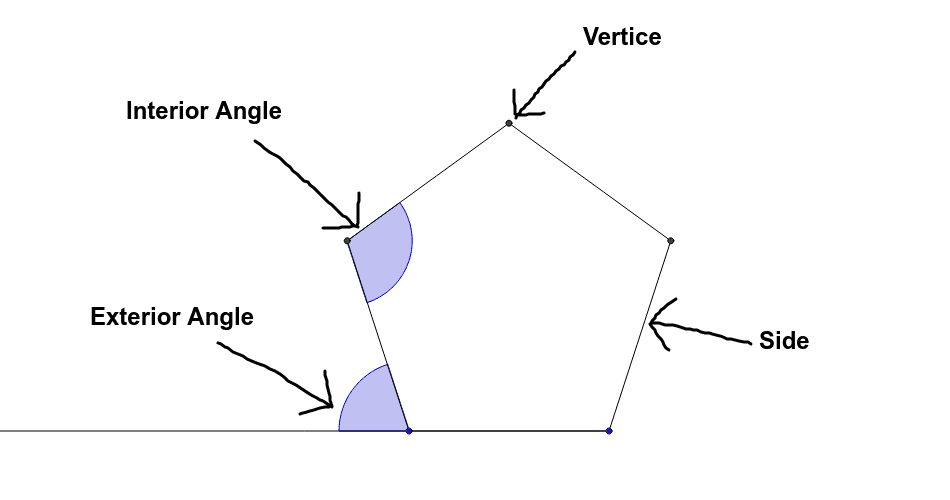 Vertice
Interior Angle
Exterior Angle
Side